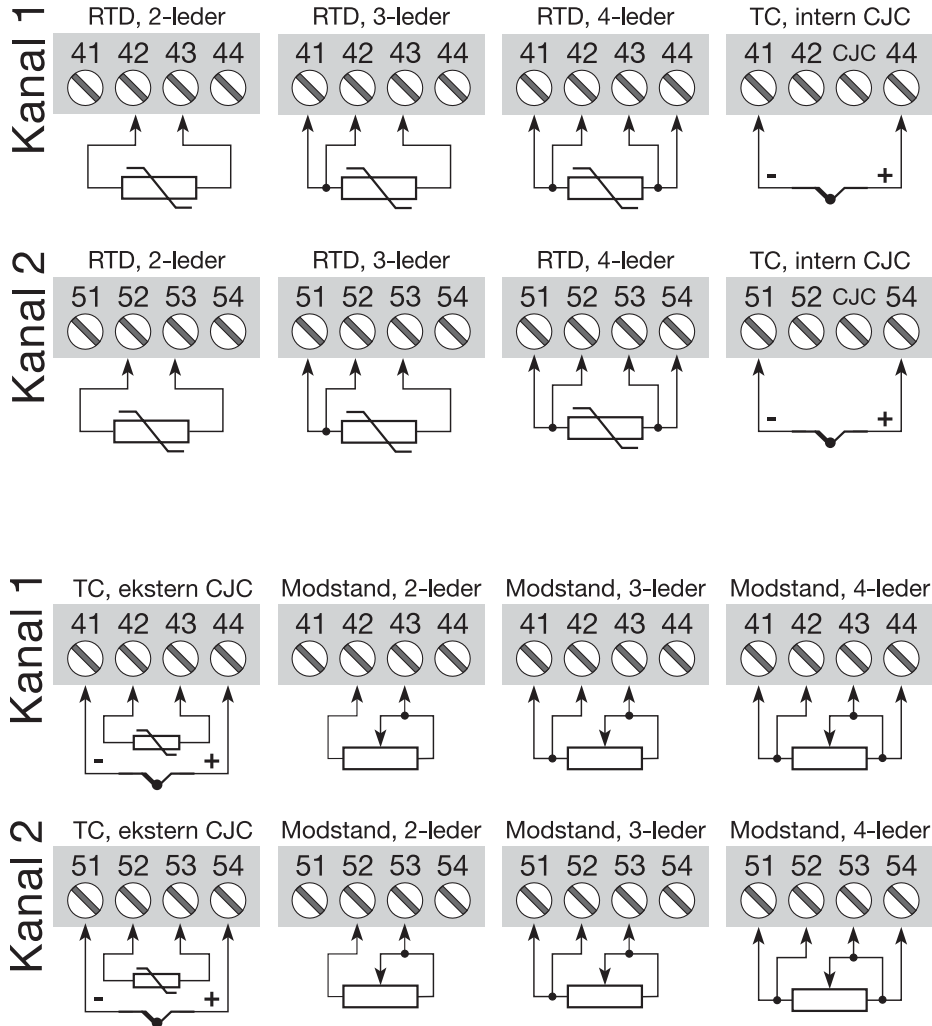 Kanal 1
RTD, 2-leder RTD, 3-leder RTD, 4-leder TC, intern CJC
41 42 43 44 41 42 43 44 41 42 43 44 41 42 CJC 44
- +
Kanal 2
RTD, 2-leder RTD, 3-leder RTD, 4-leder TC, intern CJC
51 52 53 54 51 52 53 54 51 52 53 54 51 52 CJC 54
- +
Kanal 1
TC, ekstern CJC Modstand, 2-leder Modstand, 3-leder Modstand, 4-leder
41 42 43 44 41 42 43 44 41 42 43 44 41 42 43 44
- +
Kanal 2
TC, ekstern CJC Modstand, 2-leder Modstand, 3-leder Modstand, 4-leder
51 52 53 54 51 52 53 54 51 52 53 54 51 52 53 54
- +